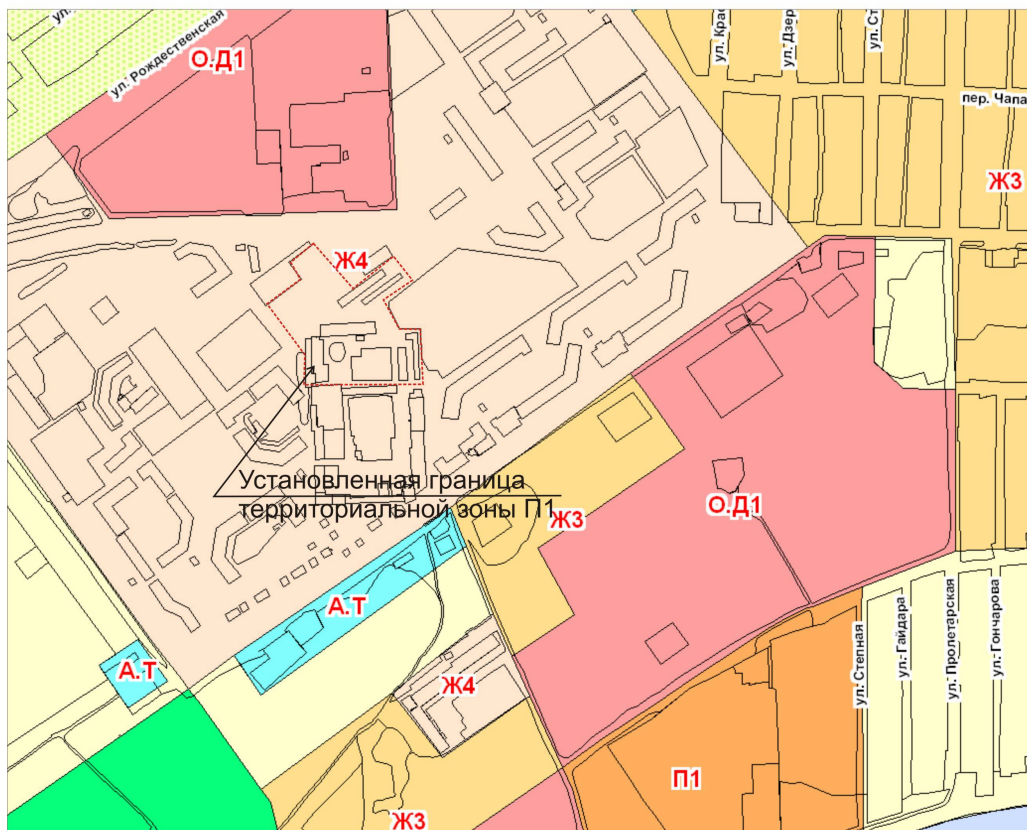 ул. Рождественская
О.Д1
ул. Дзер
ул. Ст
пер. Чапа
Ж3
Ж4
Установленная граница
территориальной зоны П1
Ж3
О.Д1
А.Т
А.Т
Ж4
ул. Степная
ул. Гайдара
ул. Пролетарская
ул. Гончарова
П1
Ж3
ул. Крас